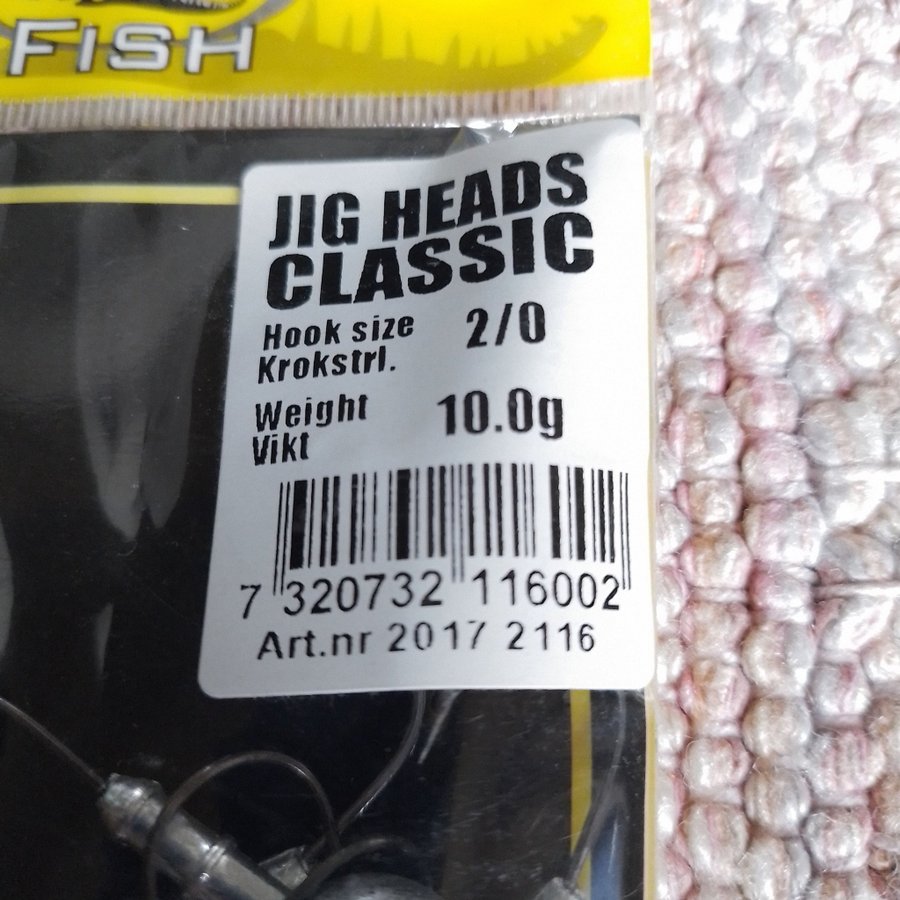 FISH
JIG HEADS
CLASSIC
Hook size 2/0
Krokstrl.
Weight 10.0g
Vikt
7 320732 116002
Art.nr 2017 2116